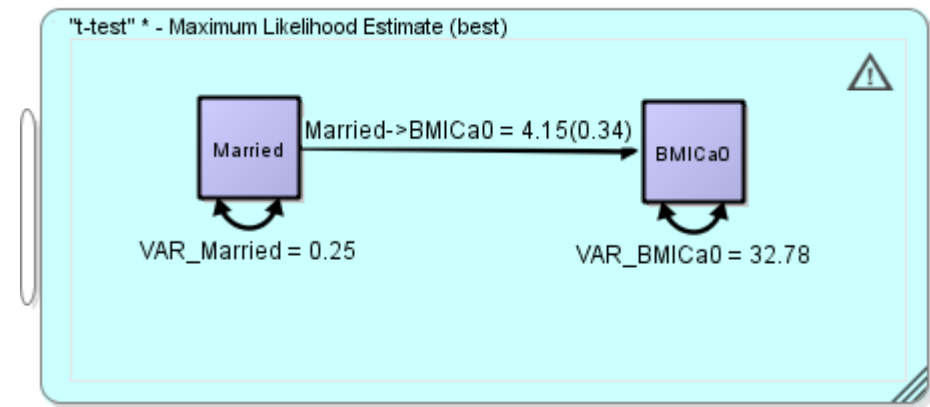 "t-test" * - Maximum Likelihood Estimate (best)
Married->BMICa0 = 4.15(0.34)
Married
BMICa0
VAR_Married = 0.25
VAR_BMICa0 = 32.78